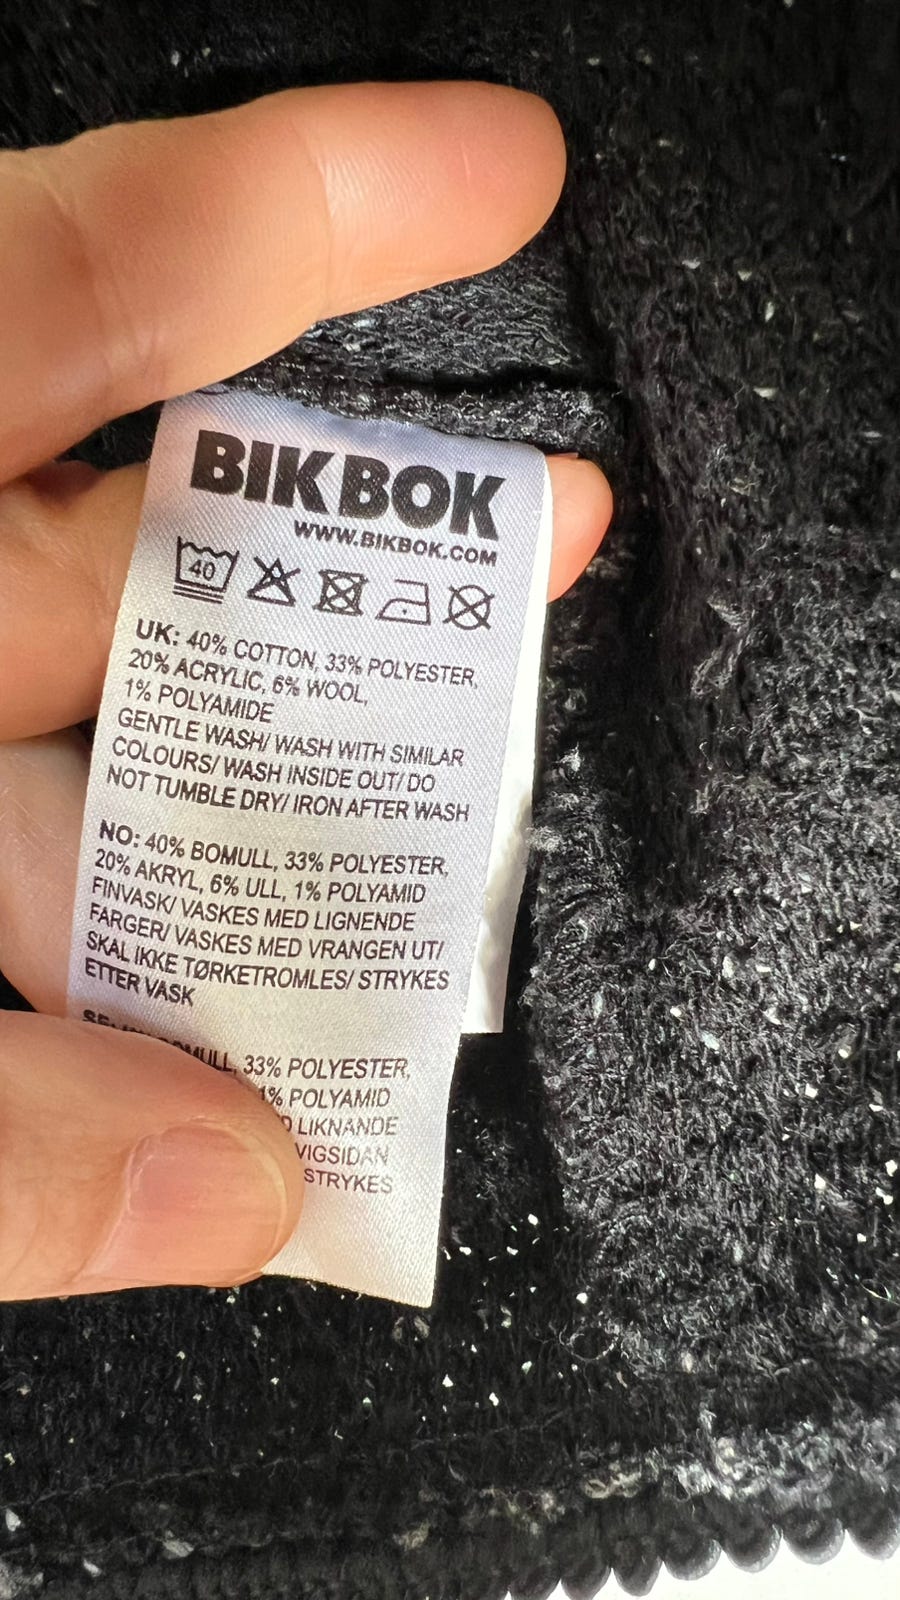 BIK BOK
WWW.BIKBOK.COM
40
UK: 40% COTTON, 33% POLYESTER,
20% ACRYLIC, 6% WOOL,
1% POLYAMIDE
GENTLE WASH/ WASH WITH SIMILAR
COLOURS/ WASH INSIDE OUT/ DO
NOT TUMBLE DRY/ IRON AFTER WASH
NO: 40% BOMULL, 33% POLYESTER,
20% AKRYL, 6% ULL, 1% POLYAMID
FINVASK/ VASKES MED LIGNENDE
FARGER/ VASKES MED VRANGEN UT/
SKAL IKKE TØRKETROMLES/ STRYKES
ETTER VASK
33% POLYESTER,
1% POLYAMID
LIKNANDE
STRYKES